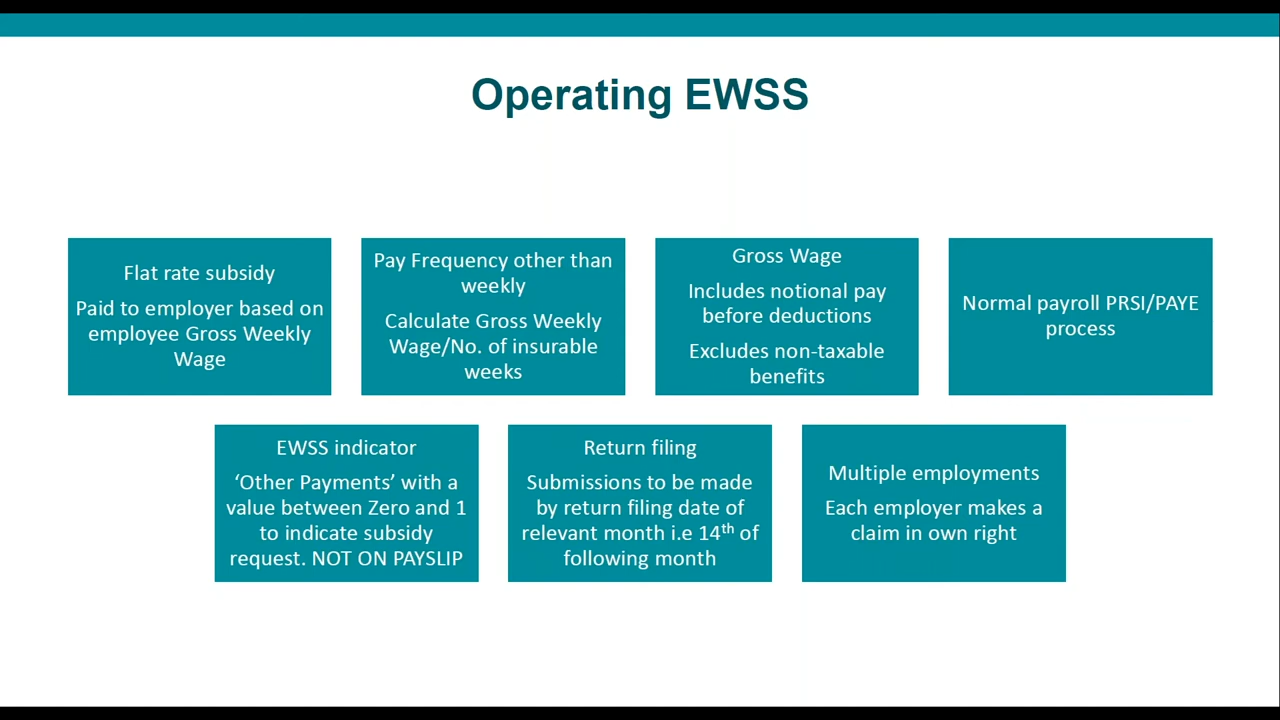 Operating EWSS
Flat rate subsidy
Paid to employer based on
employee Gross Weekly
Wage
Pay Frequency other than
weekly
Calculate Gross Weekly
Wage/No. of insurable
weeks
Gross Wage
Includes notional pay
before deductions
Excludes non-taxable
benefits
Normal payroll PRSI/PAYE
process
EWSS indicator
‘Other Payments’ with a
value between Zero and 1
to indicate subsidy
request. NOT ON PAYSLIP
Return filing
Submissions to be made
by return filing date of
relevant month i.e 14th of
following month
Multiple employments
Each employer makes a
claim in own right